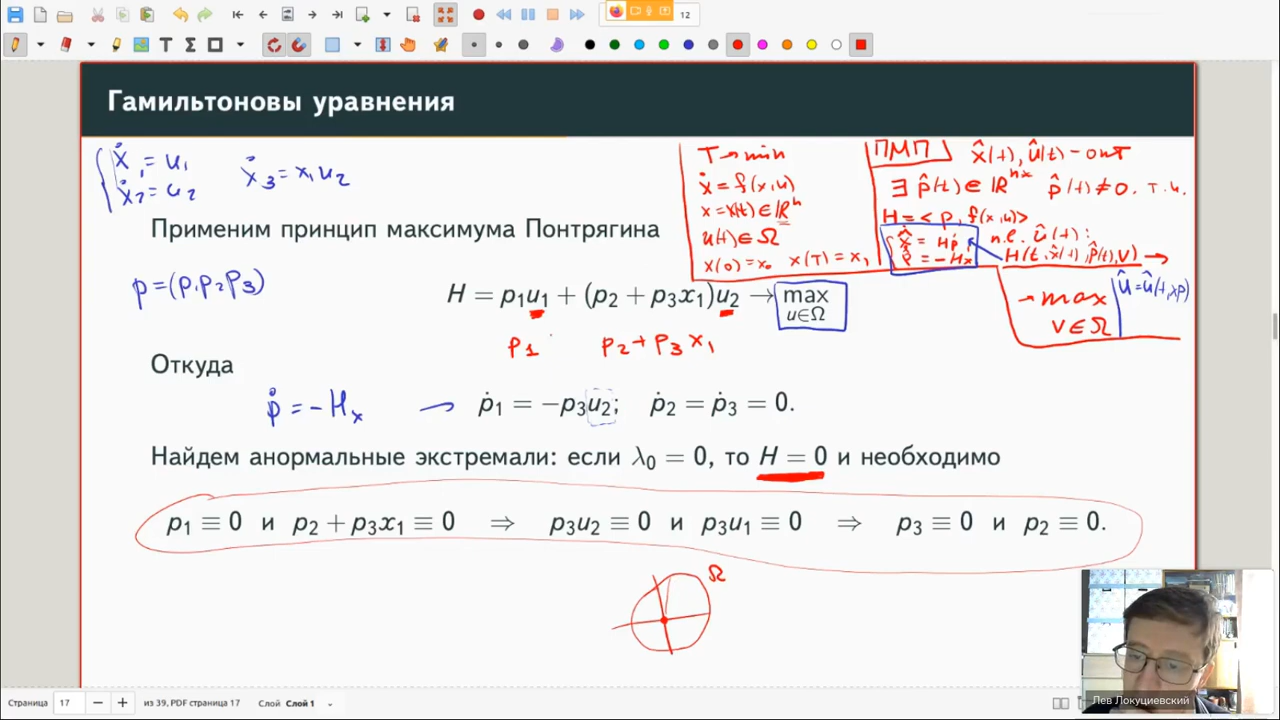 12
Гамильтоновы уравнения
ẋ₁ = u₁
ẋ₂ = u₂
ẋ₃ = x₁u₂
T → min
ẋ = f(x,u)
x = x(t) ∈ ℝⁿ
u(t) ∈ Ω
x(0) = x₀ x(T) = x₁
ПМП x̂(t), û(t) – опт
∃ p̂(t) ∈ ℝⁿ* p̂(t) ≠ 0. т.ч.
H = <p, f(x,u)>
ẋ = Hₚ,
ṗ = −Hₓ
п.в. û(t):
H(t, x̂(t), p̂(t), v) →
→ max
v ∈ Ω
û = û(t,x,p)
Применим принцип максимума Понтрягина
p = (p₁ p₂ p₃)
H = p₁u₁ + (p₂ + p₃x₁)u₂ → max
u∈Ω
p₁ p₂ + p₃ x₁
Откуда
ṗ = −Hₓ → ṗ₁ = −p₃u₂; ṗ₂ = ṗ₃ = 0.
Найдем анормальные экстремали: если λ₀ = 0, то H = 0 и необходимо
p₁ ≡ 0 и p₂ + p₃x₁ ≡ 0 ⇒ p₃u₂ ≡ 0 и p₃u₁ ≡ 0 ⇒ p₃ ≡ 0 и p₂ ≡ 0.
Ω
Лев Локуциевский
Страница 17 из 39, PDF страница 17 Слой Слой 1